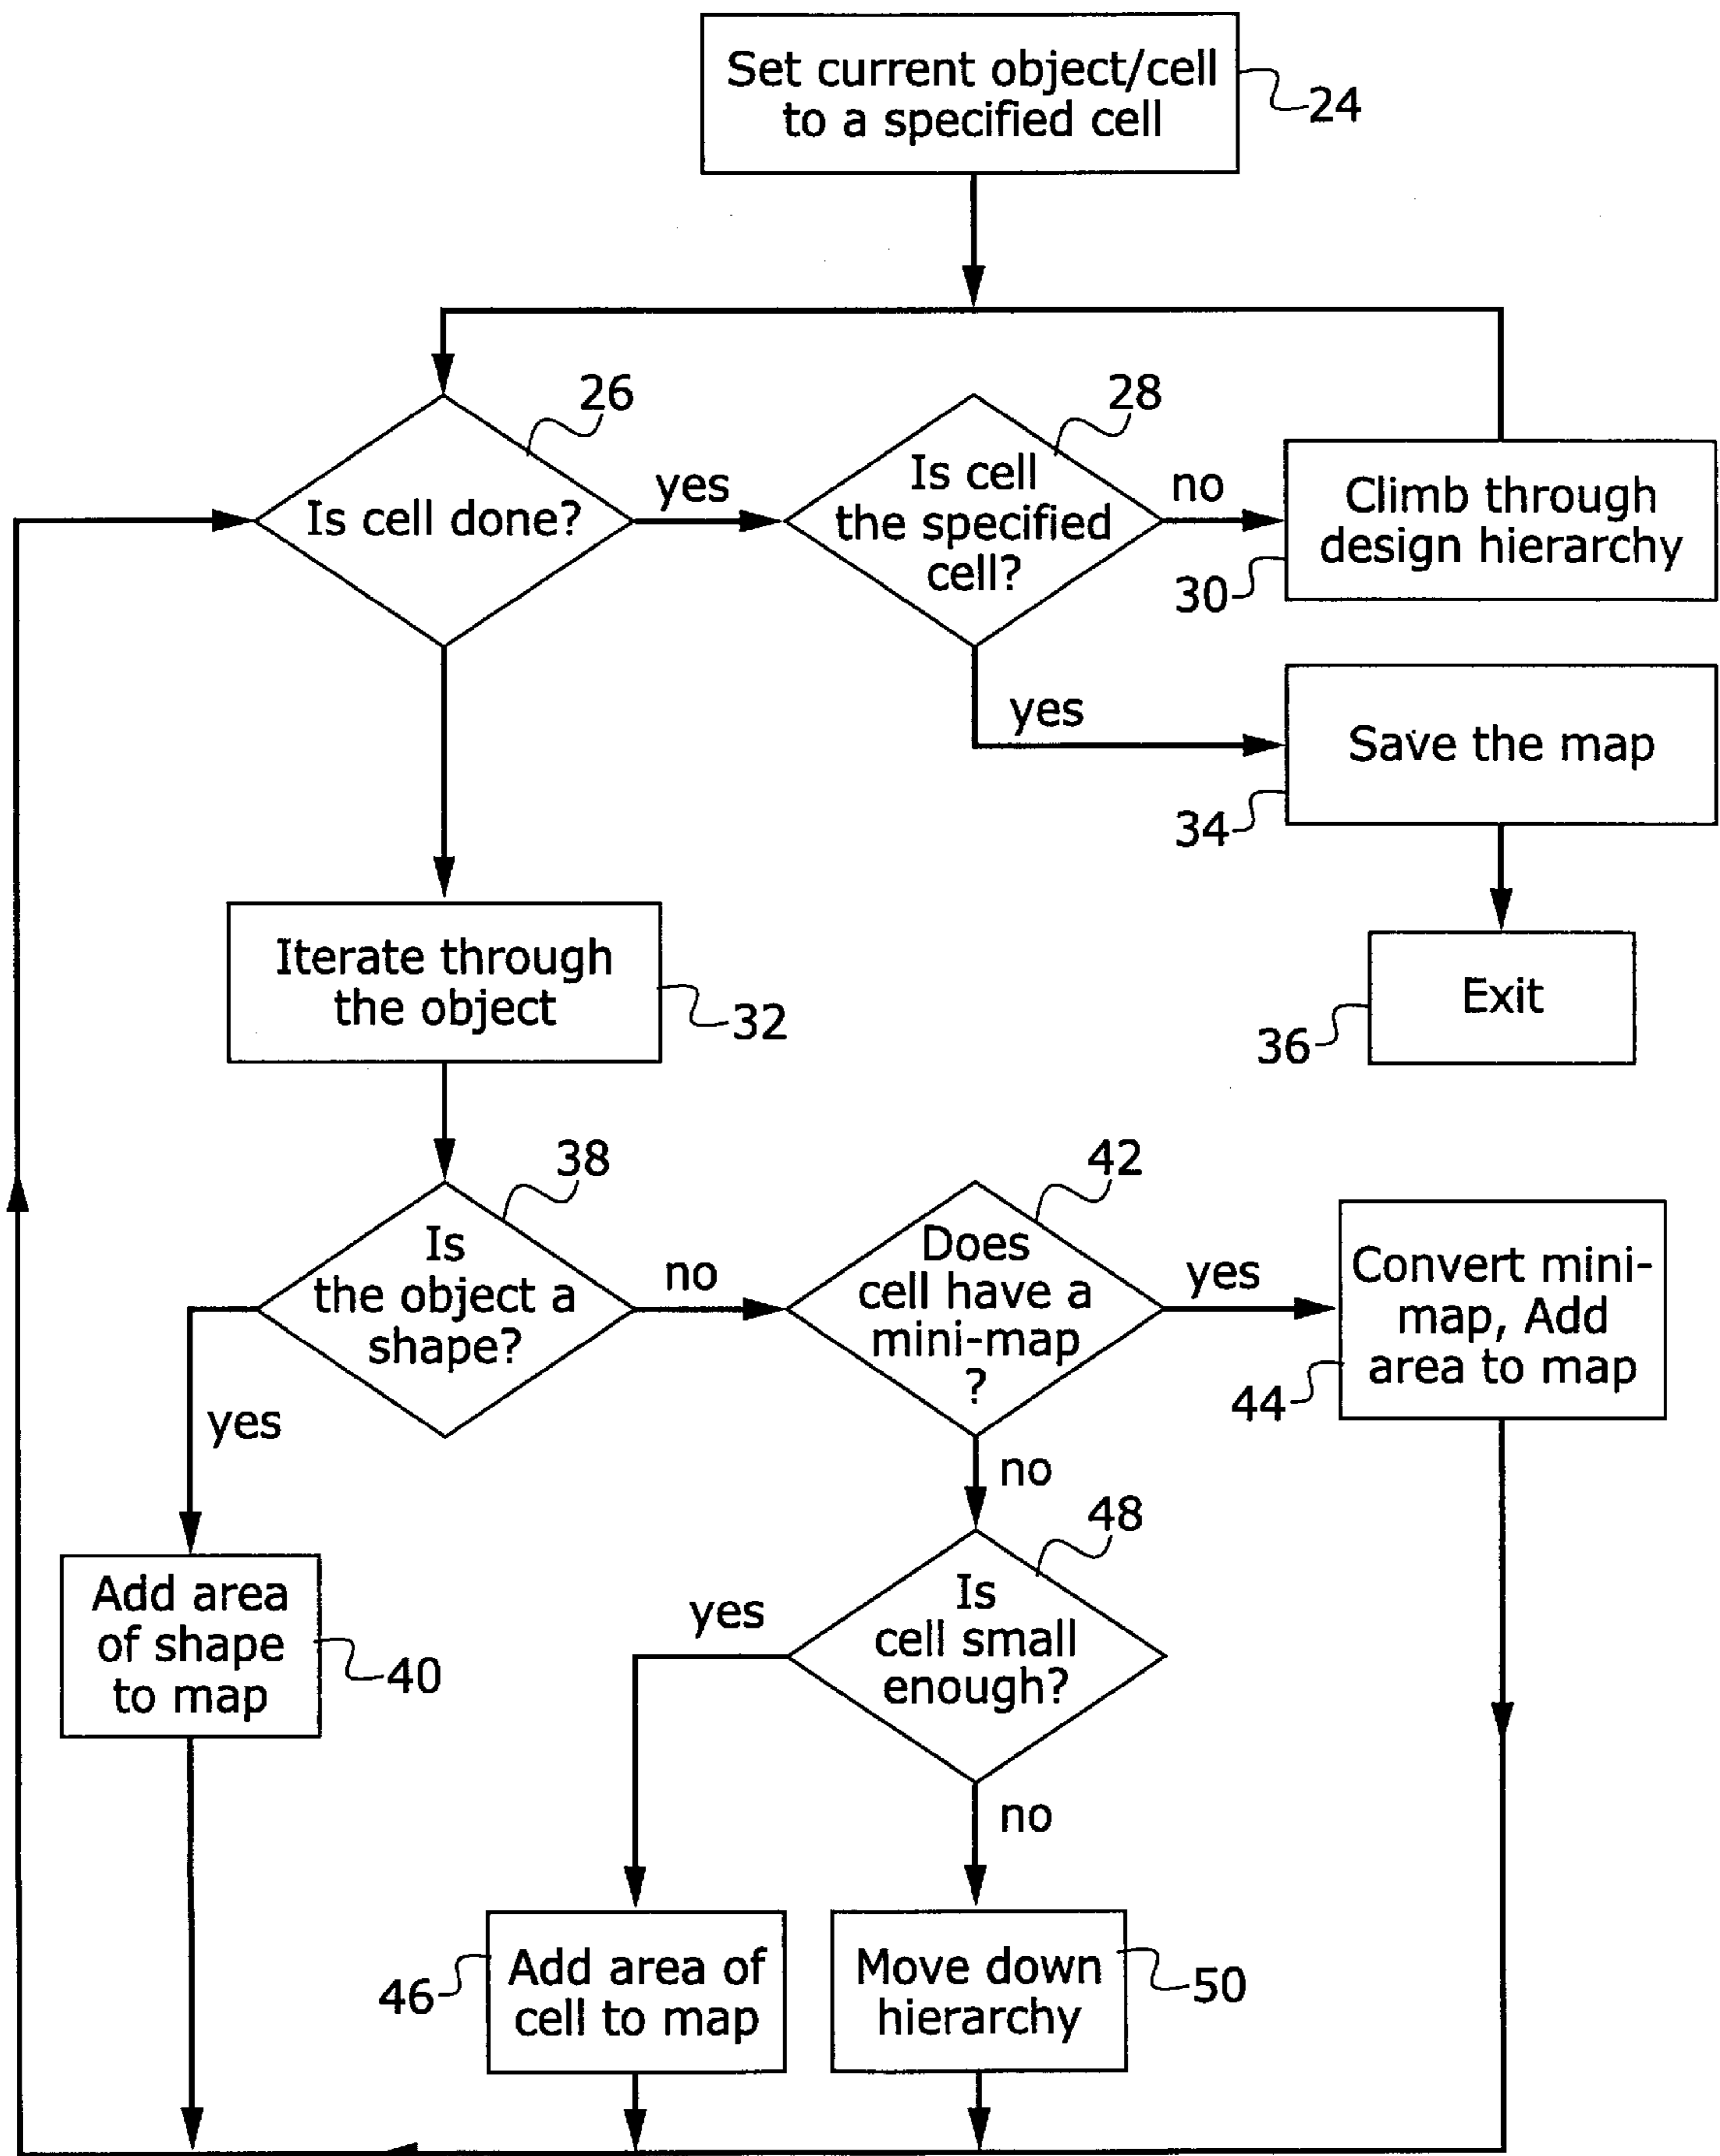 Set current object/cell
to a specified cell
24
26
28
Is cell done?
yes
Is cell
the specified
cell?
no
Climb through
design hierarchy
30
yes
Save the map
34
Iterate through
the object
32
Exit
36
38
42
Is
the object a
shape?
no
Does
cell have a
mini-map
?
yes
Convert mini-
map, Add
area to map
44
yes
no
48
Add area
of shape
to map
40
yes
Is
cell small
enough?
no
46
Add area of
cell to map
Move down
hierarchy
50